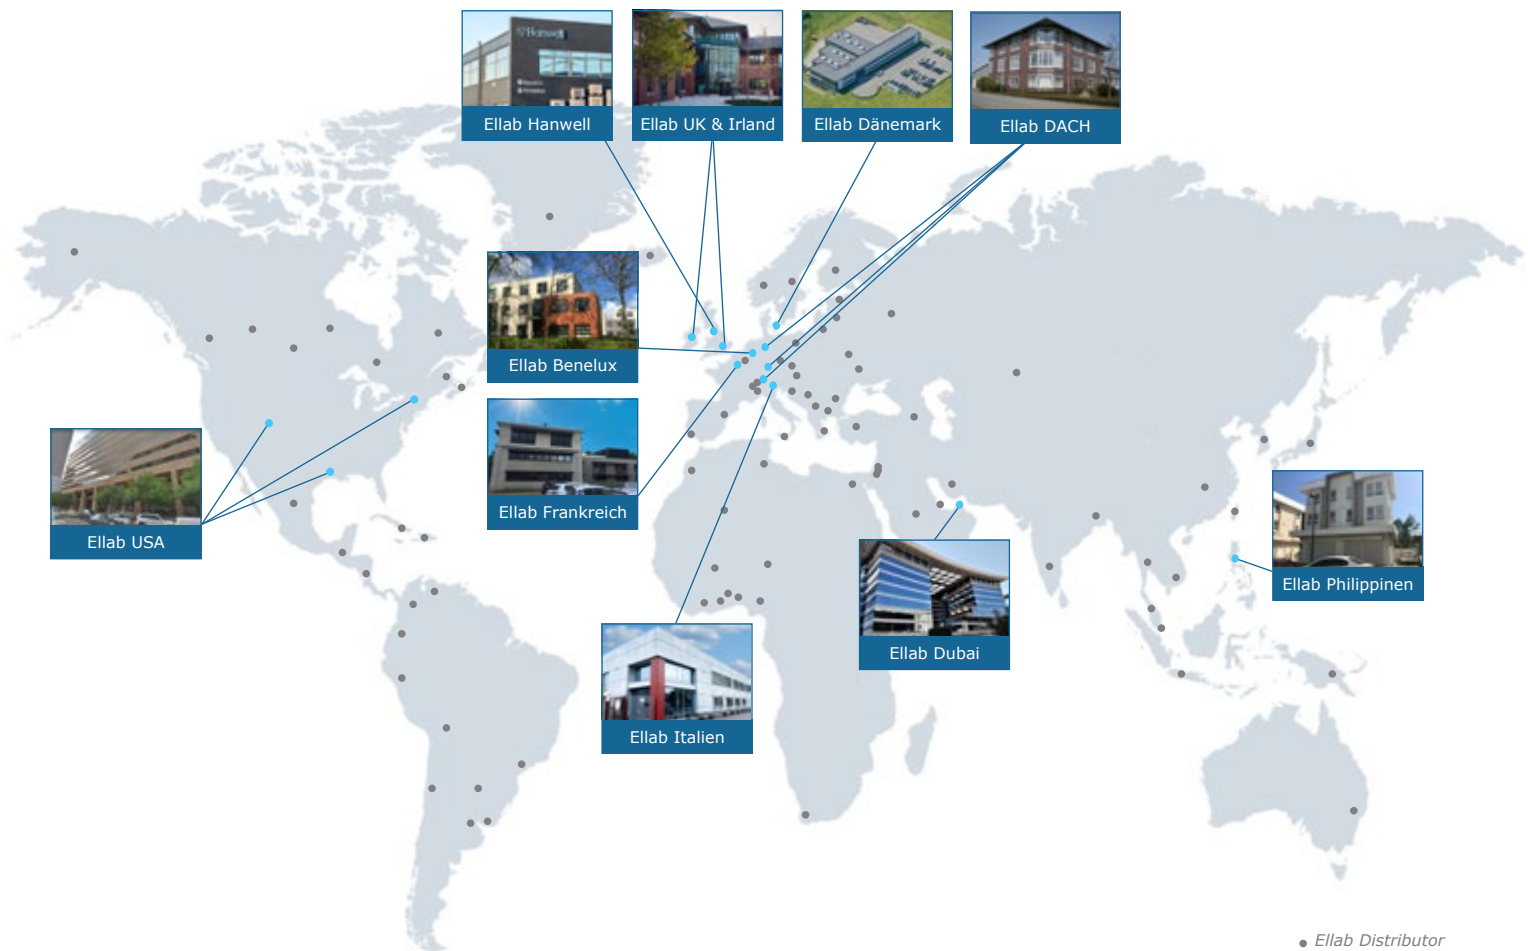 Hanwell
Ellab Hanwell
Ellab UK & Irland
Ellab Dänemark
Ellab DACH
Ellab Benelux
Ellab Frankreich
Ellab USA
Ellab Philippinen
Ellab Dubai
Ellab Italien
Ellab Distributor